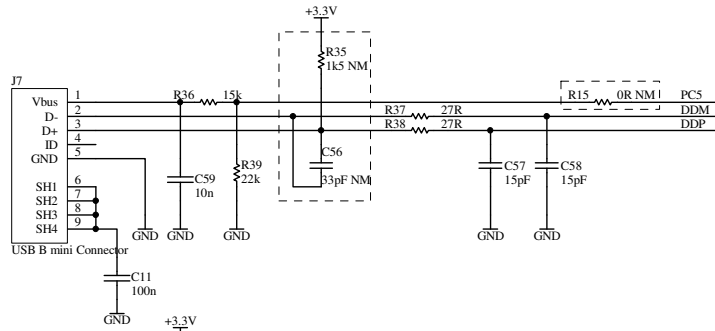 +3.3V
R35
1k5 NM
J7
R36 15k
R15 0R NM PC5
Vbus 1
D- 2
R37 27R DDM
D+ 3
R38 27R DDP
ID 4
GND 5
C56
33pF NM
R39
22k
C59
10n
C57
15pF
C58
15pF
SH1 6
SH2 7
SH3 8
SH4 9
GND
GND
GND
GND
GND
USB B mini Connector
C11
100n
GND
+3.3V